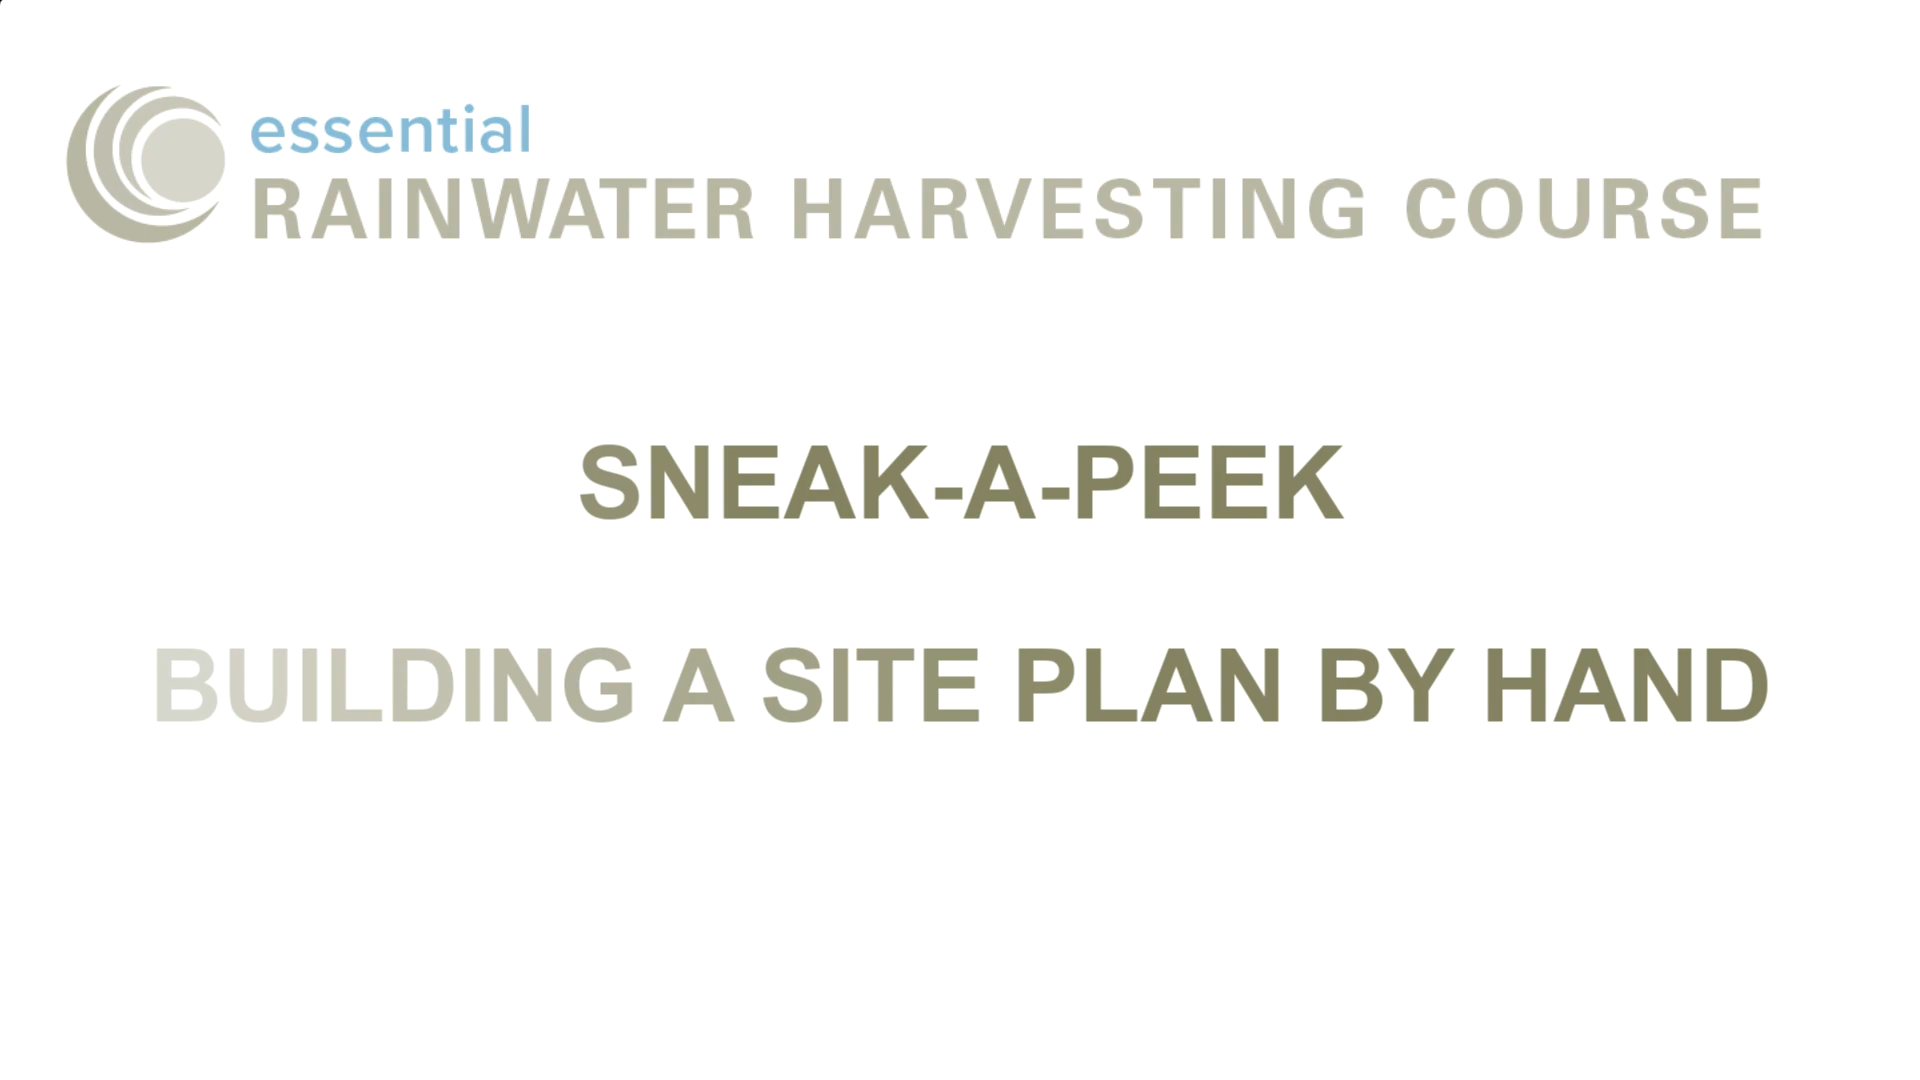 essential
RAINWATER HARVESTING COURSE
SNEAK-A-PEEK
BUILDING A SITE PLAN BY HAND